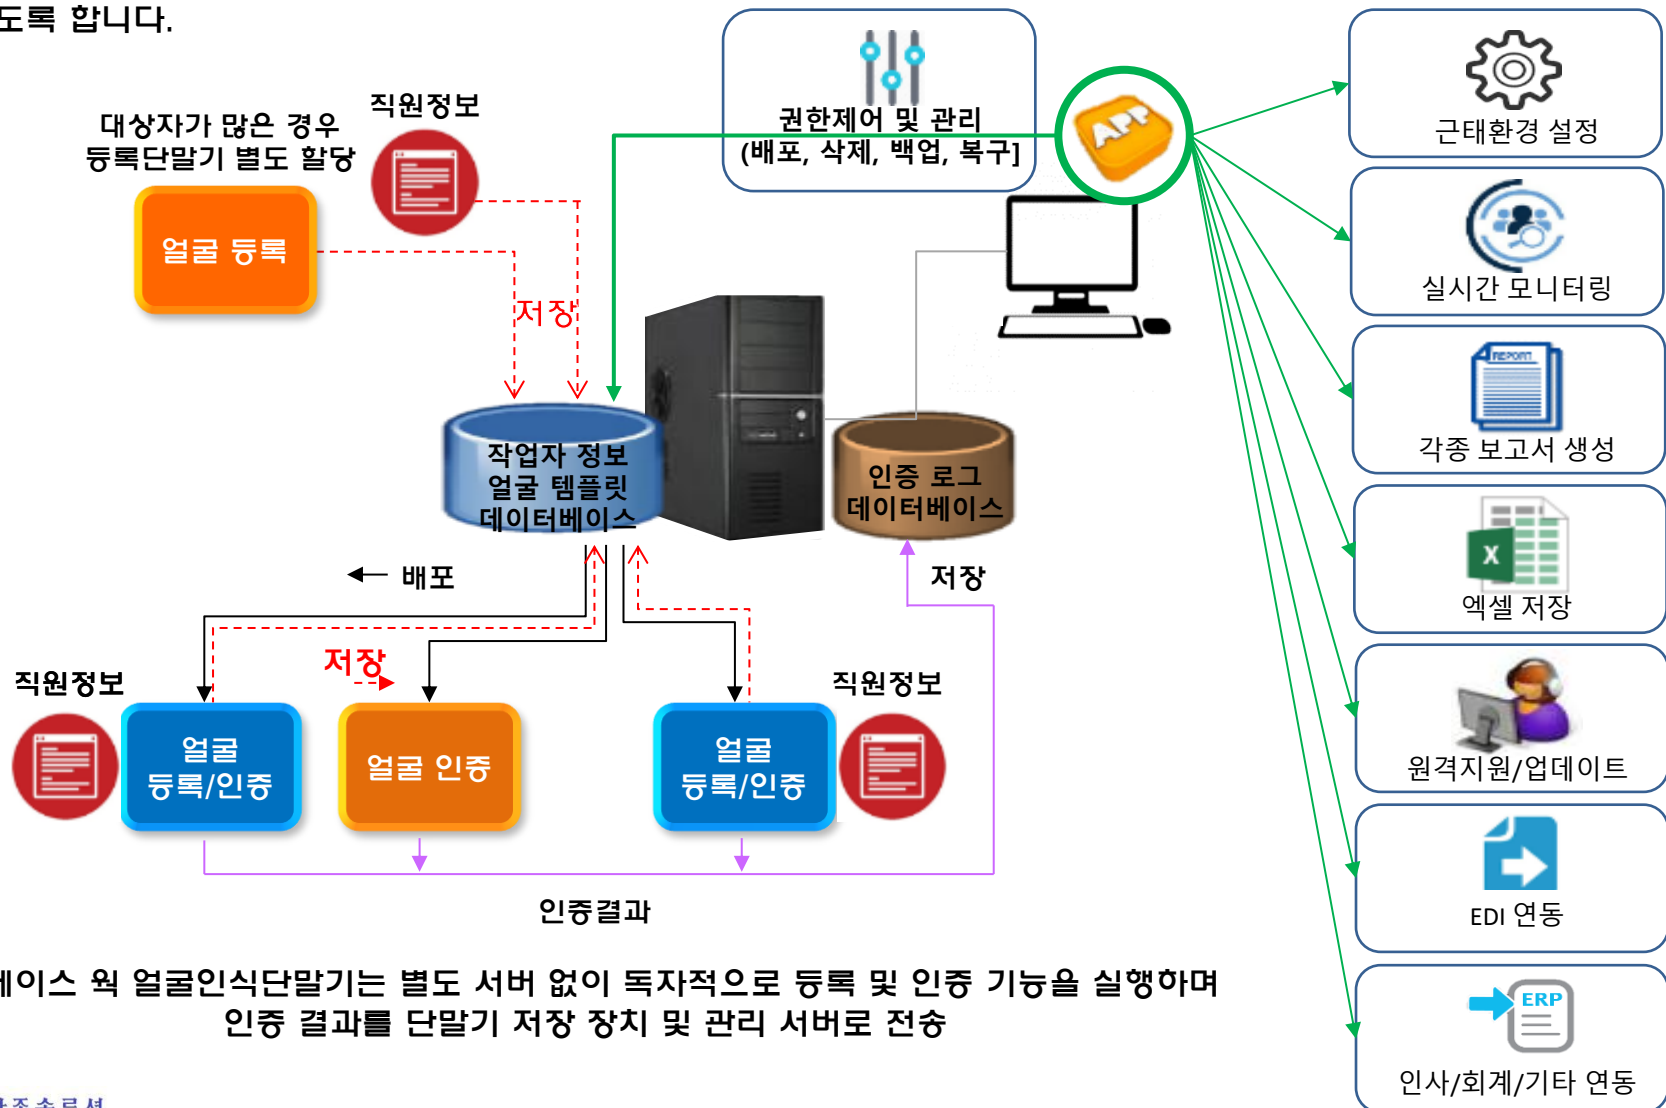 도록 합니다.
직원정보
대상자가 많은 경우
등록단말기 별도 할당
얼굴 등록
저장
권한제어 및 관리
(배포, 삭제, 백업, 복구]
APP
근태환경 설정
실시간 모니터링
REPORT
각종 보고서 생성
X
엑셀 저장
원격지원/업데이트
EDI 연동
ERP
인사/회계/기타 연동
작업자 정보
얼굴 템플릿
데이터베이스
인증 로그
데이터베이스
배포
저장
저장
직원정보
얼굴
등록/인증
얼굴 인증
얼굴
등록/인증
직원정보
인증결과
베이스 웍 얼굴인식단말기는 별도 서버 없이 독자적으로 등록 및 인증 기능을 실행하며
인증 결과를 단말기 저장 장치 및 관리 서버로 전송